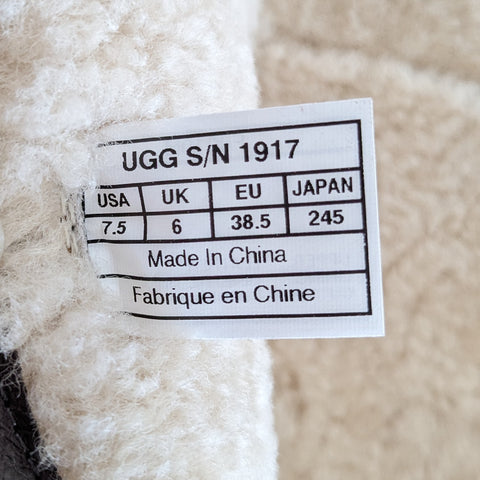 UGG S/N 1917
USA UK EU JAPAN
7.5 6 38.5 245
Made In China
Fabrique en Chine